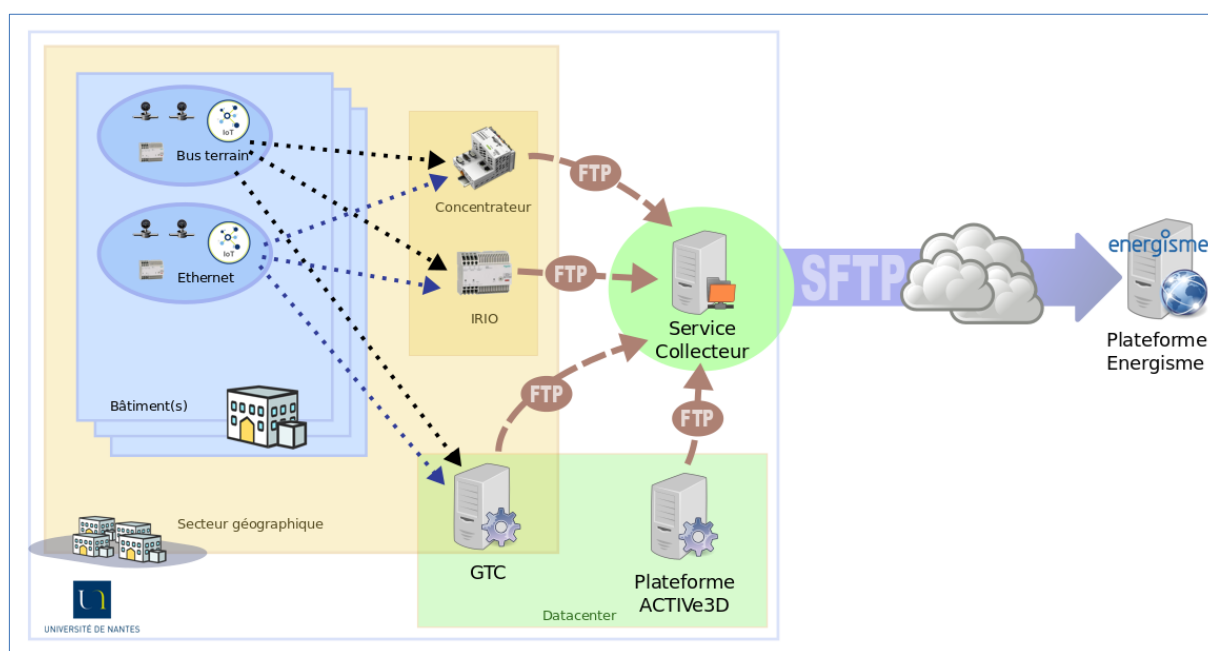 IoT
Bus terrain
IoT
Ethernet
Bâtiment(s)
Secteur géographique
UNIVERSITÉ DE NANTES
Concentrateur
IRIO
FTP
FTP
FTP
FTP
Service
Collecteur
GTC
Plateforme
ACTIVe3D
Datacenter
SFTP
energisme
Plateforme
Energisme